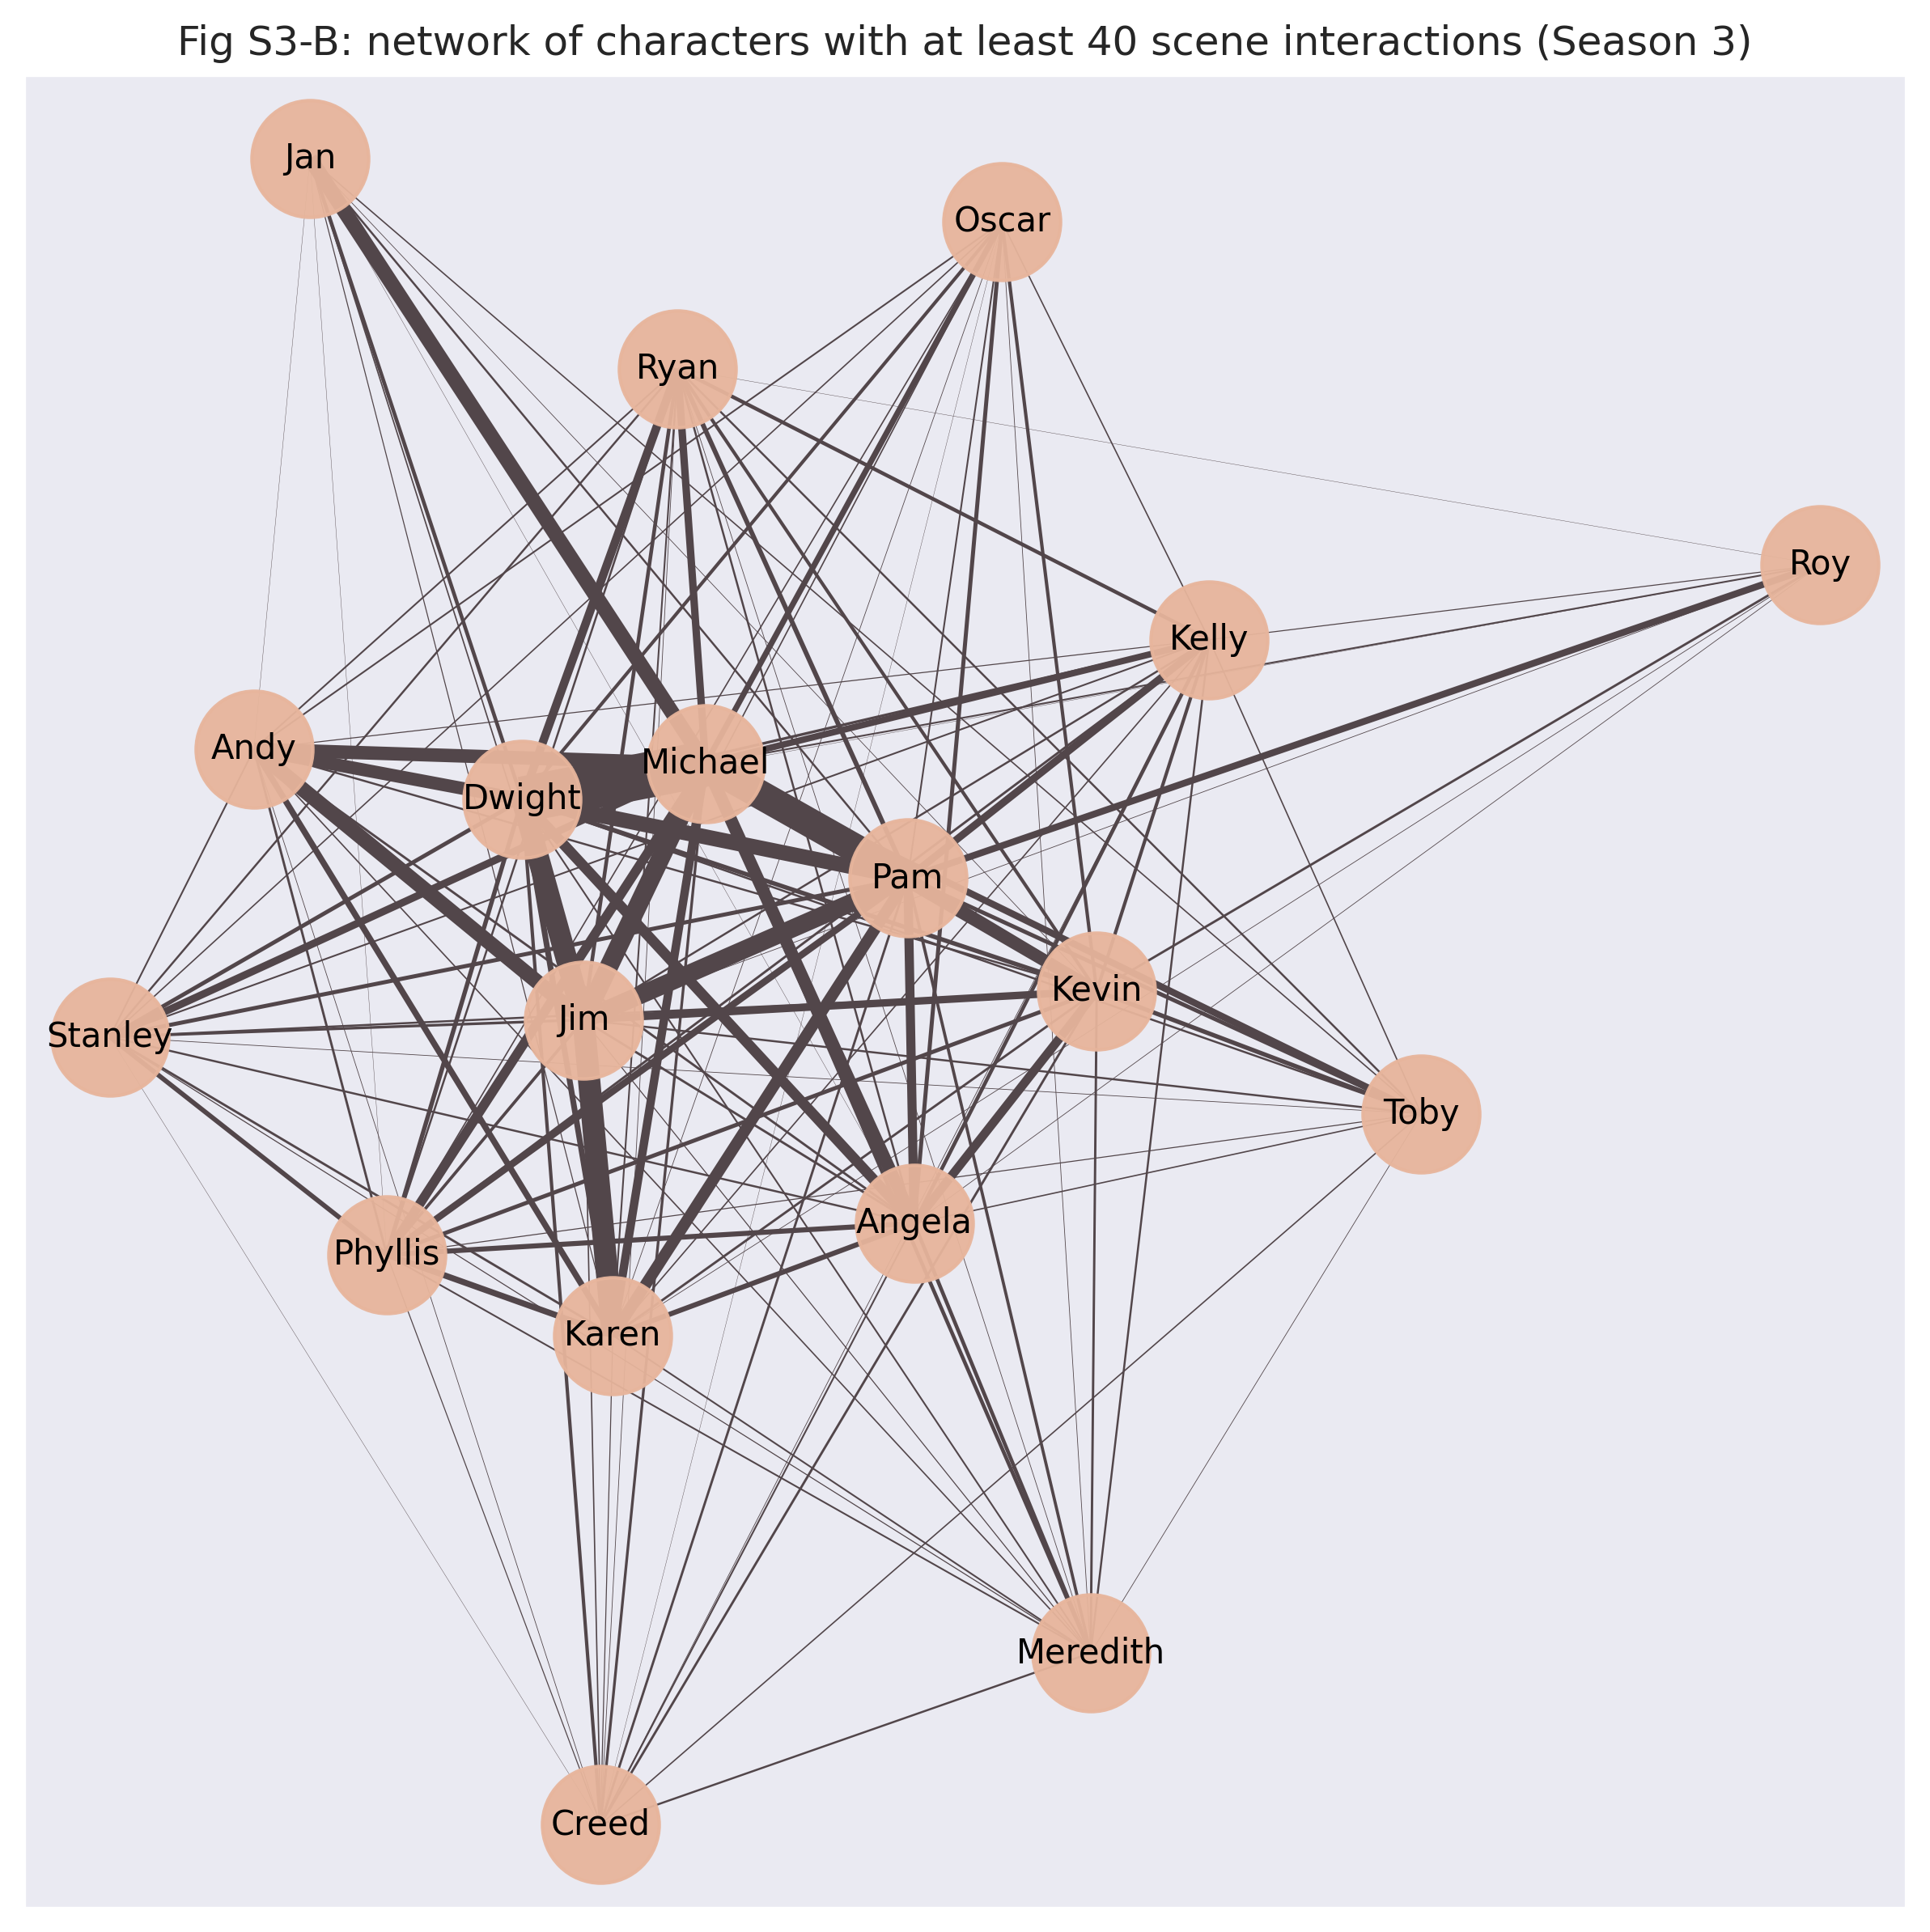 Fig S3-B: network of characters with at least 40 scene interactions (Season 3)
Jan
Oscar
Ryan
Roy
Kelly
Andy
Michael
Dwight
Pam
Kevin
Jim
Stanley
Toby
Angela
Phyllis
Karen
Meredith
Creed